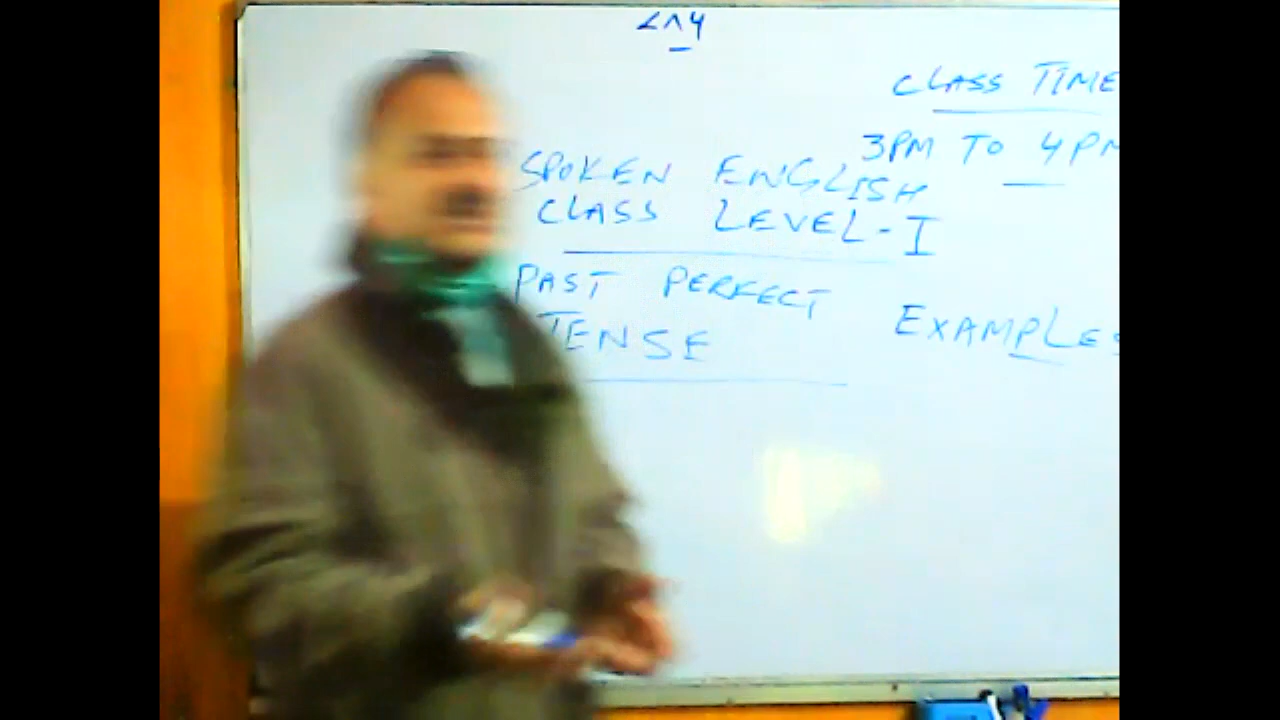 CLASS TIME
3PM TO 4PM
SPOKEN ENGLISH
CLASS LEVEL-I
PAST PERFECT
TENSE
EXAMPLES